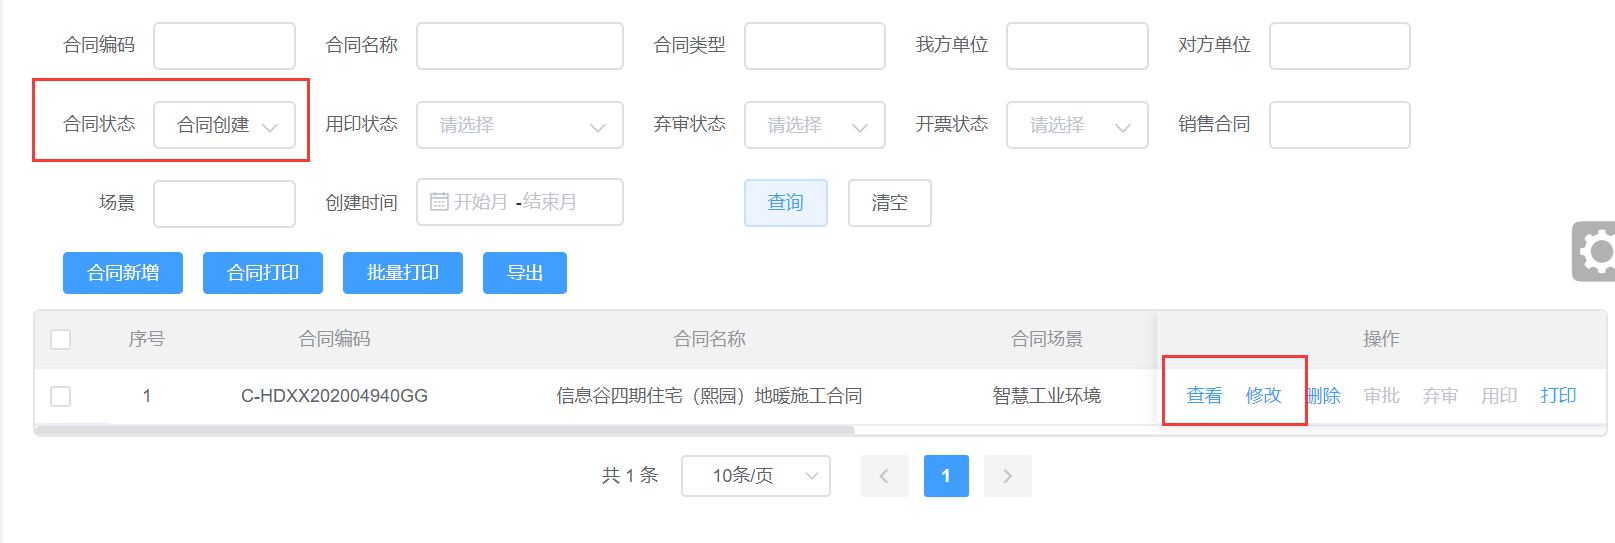 合同编码 合同名称 合同类型 我方单位 对方单位
合同状态 合同创建 用印状态 请选择 弃审状态 请选择 开票状态 请选择 销售合同
场景 创建时间 开始月 -结束月 查询 清空
合同新增 合同打印 批量打印 导出
序号 合同编码 合同名称 合同场景 操作
1 C-HDXX202004940GG 信息谷四期住宅（熙园）地暖施工合同 智慧工业环境 查看 修改 删除 审批 弃审 用印 打印
共 1 条 10条/页 1